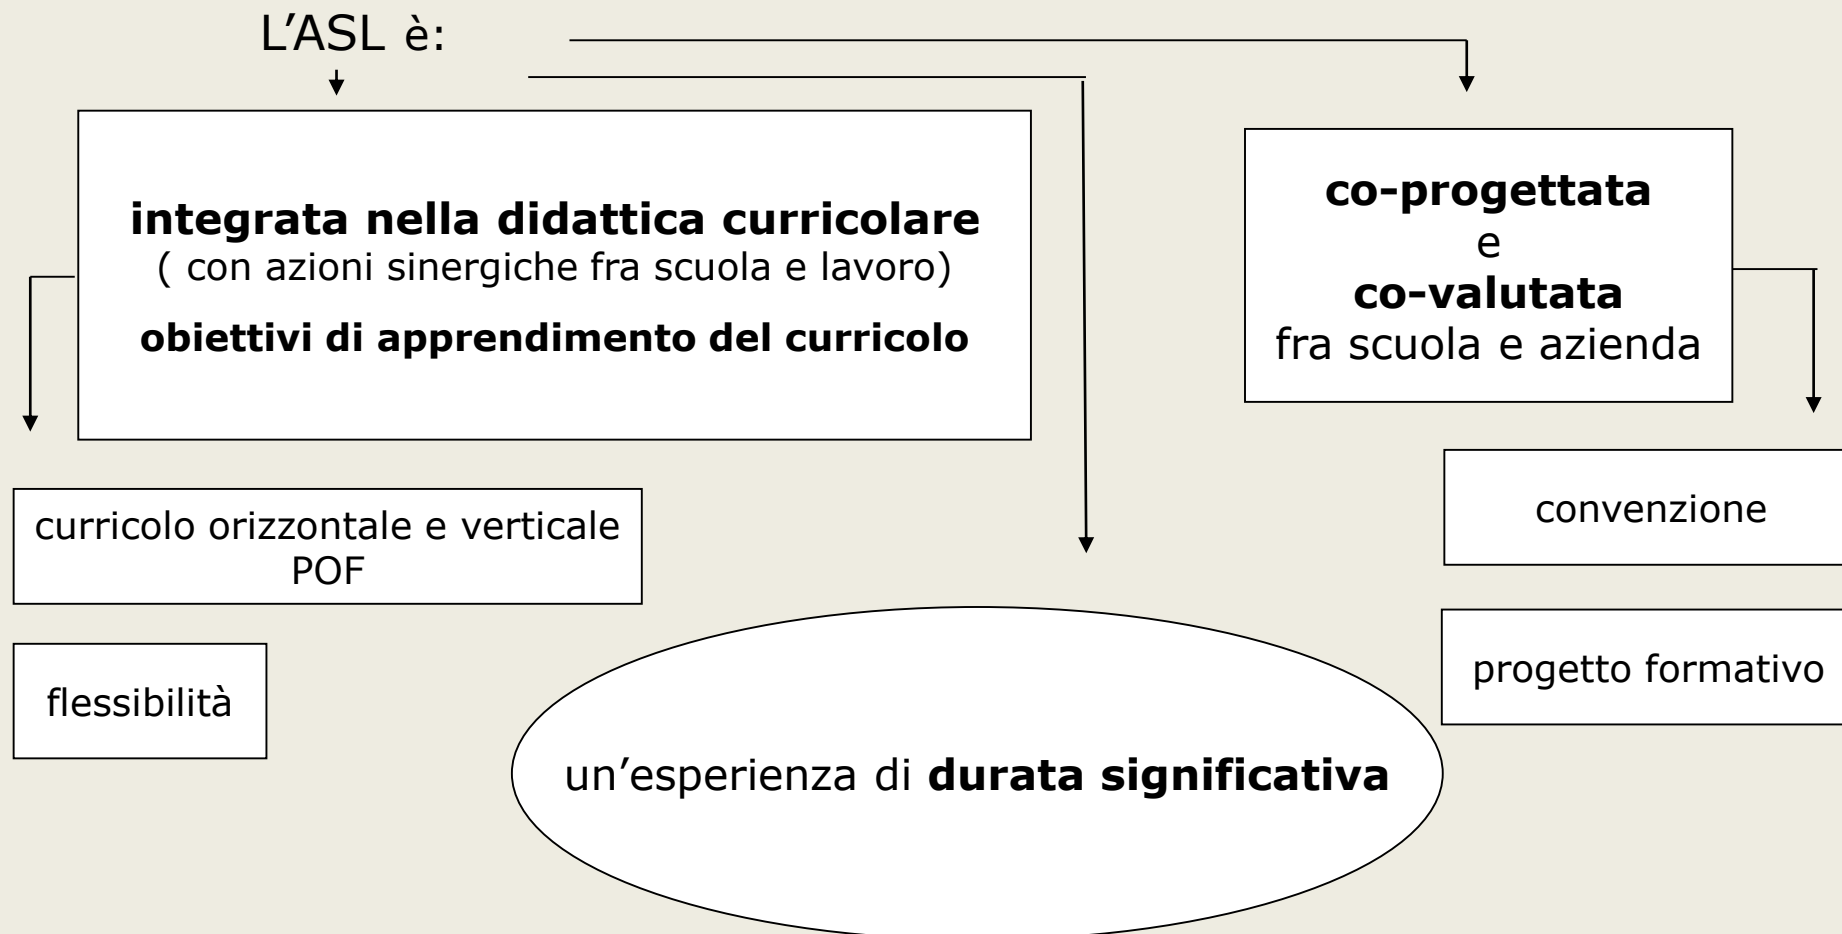 L’ASL è:
integrata nella didattica curricolare
( con azioni sinergiche fra scuola e lavoro)
obiettivi di apprendimento del curricolo
co-progettata
e
co-valutata
fra scuola e azienda
curricolo orizzontale e verticale
POF
flessibilità
convenzione
progetto formativo
un’esperienza di durata significativa